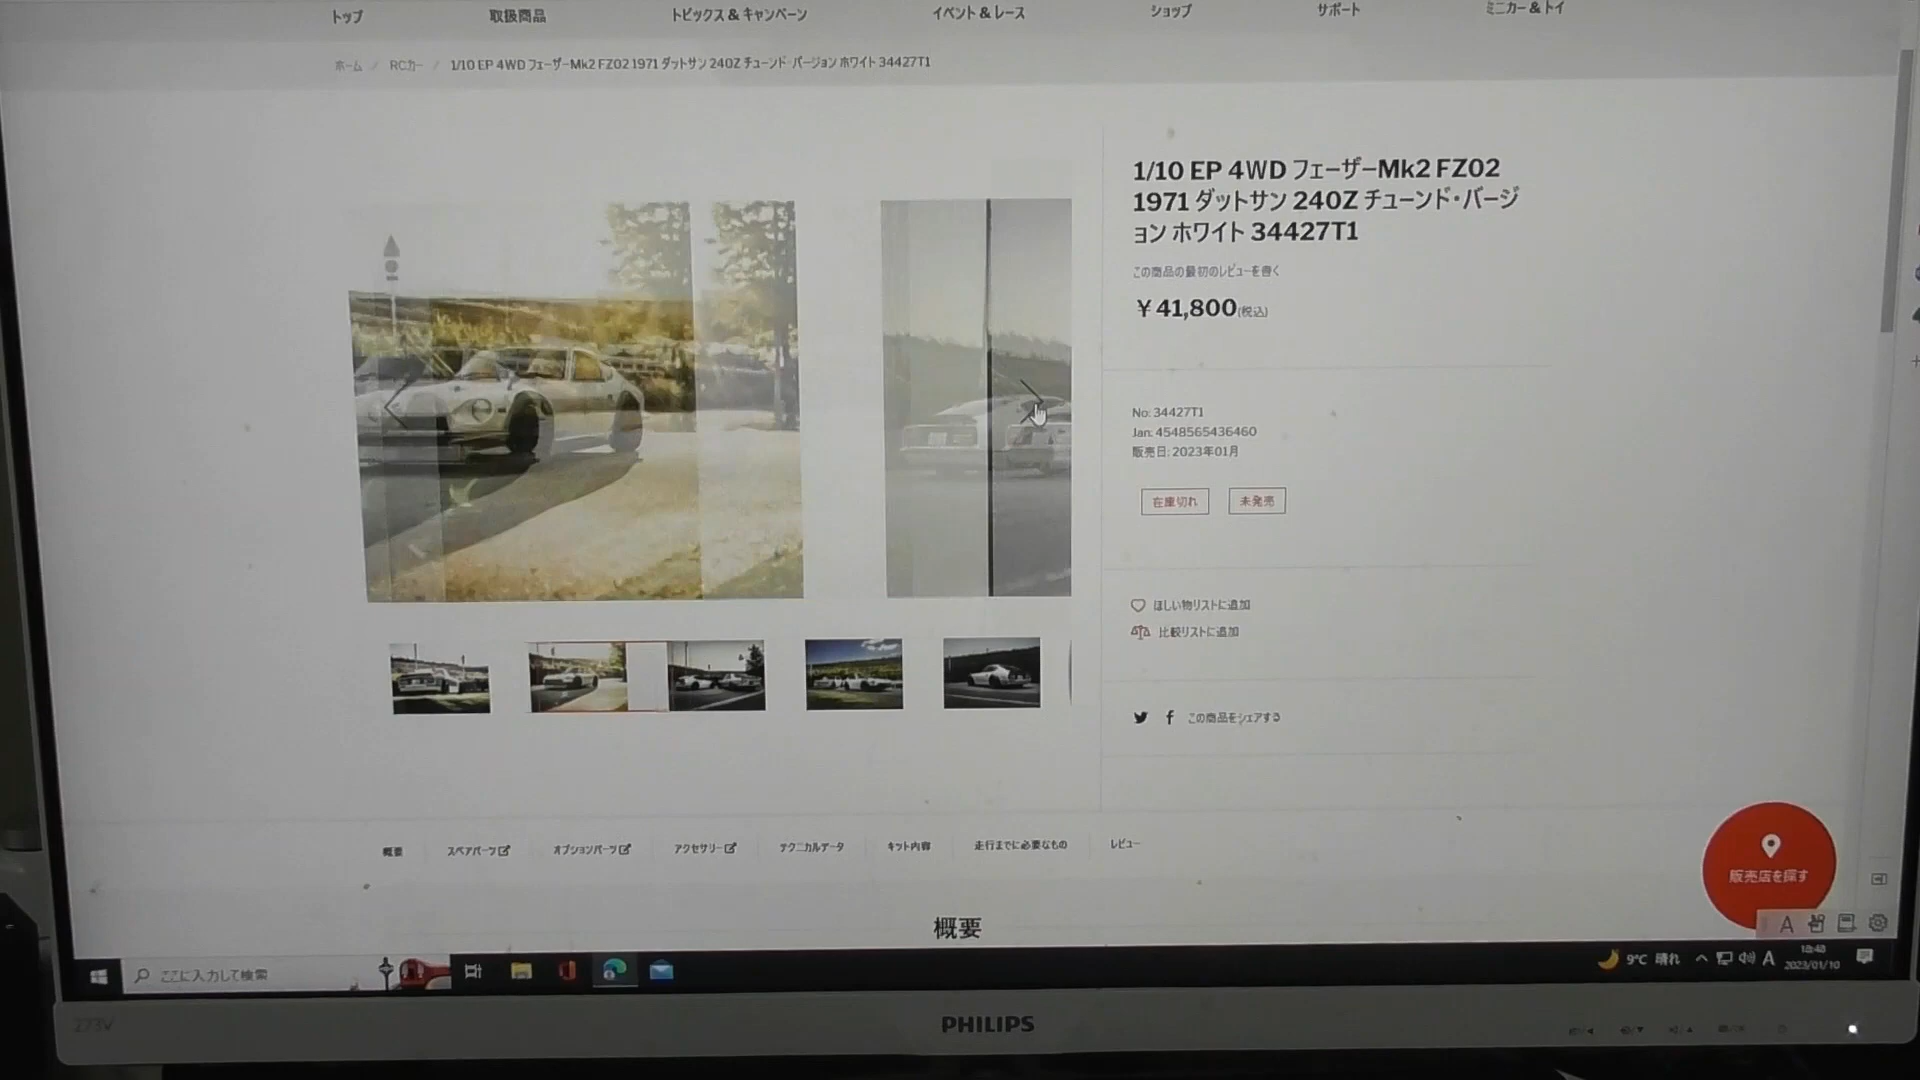 トップ 取扱商品 トピックス&キャンペーン イベント&レース ショップ サポート ミニカー&トイ
ホーム / RCカー / 1/10 EP 4WD フェーザーMk2 FZ02 1971 ダットサン 240Z チューンド・バージョン ホワイト 34427T1
1/10 EP 4WD フェーザーMk2 FZ02
1971 ダットサン 240Z チューンド・バージ
ョン ホワイト 34427T1
この商品の最初のレビューを書く
￥41,800(税込)
No: 34427T1
Jan: 4548565436460
販売日: 2023年01月
在庫切れ 未発売
ほしい物リストに追加
比較リストに追加
この商品をシェアする
概要 スペアパーツ オプションパーツ アクセサリー テクニカルデータ キット内容 走行までに必要なもの レビュー
販売店を探す
概要
A
ここに入力して検索
9℃ 晴れ A
18:48
2023/01/10
273V
PHILIPS